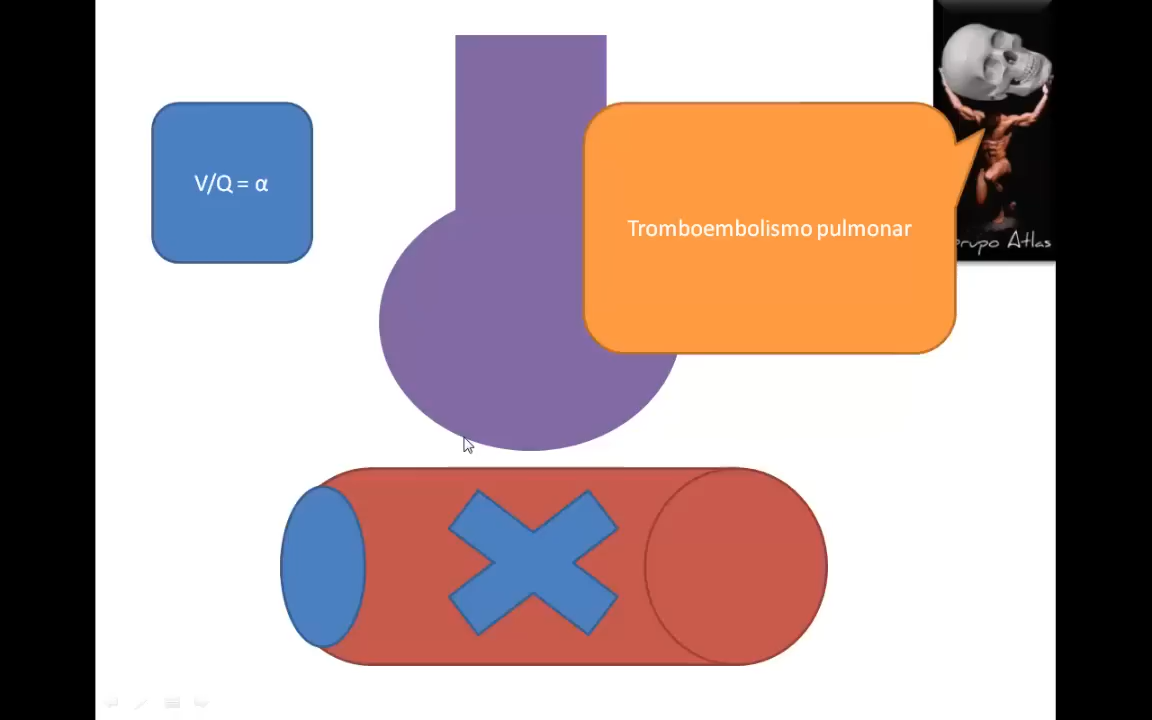 V/Q = α
Tromboembolismo pulmonar
Grupo Atlas